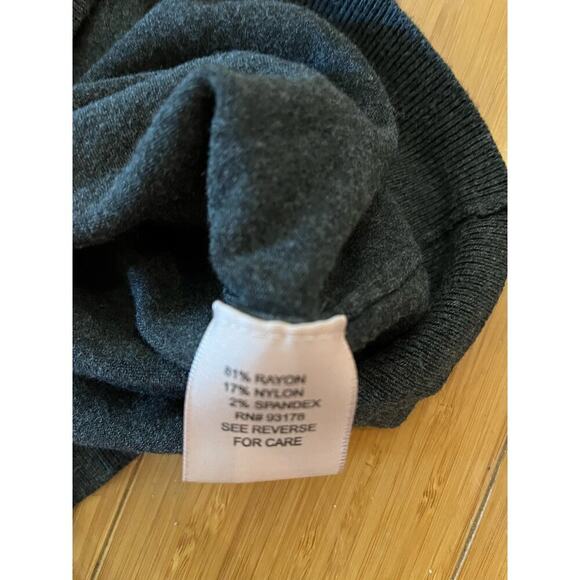 81% RAYON
17% NYLON
2% SPANDEX
RN# 93178
SEE REVERSE
FOR CARE